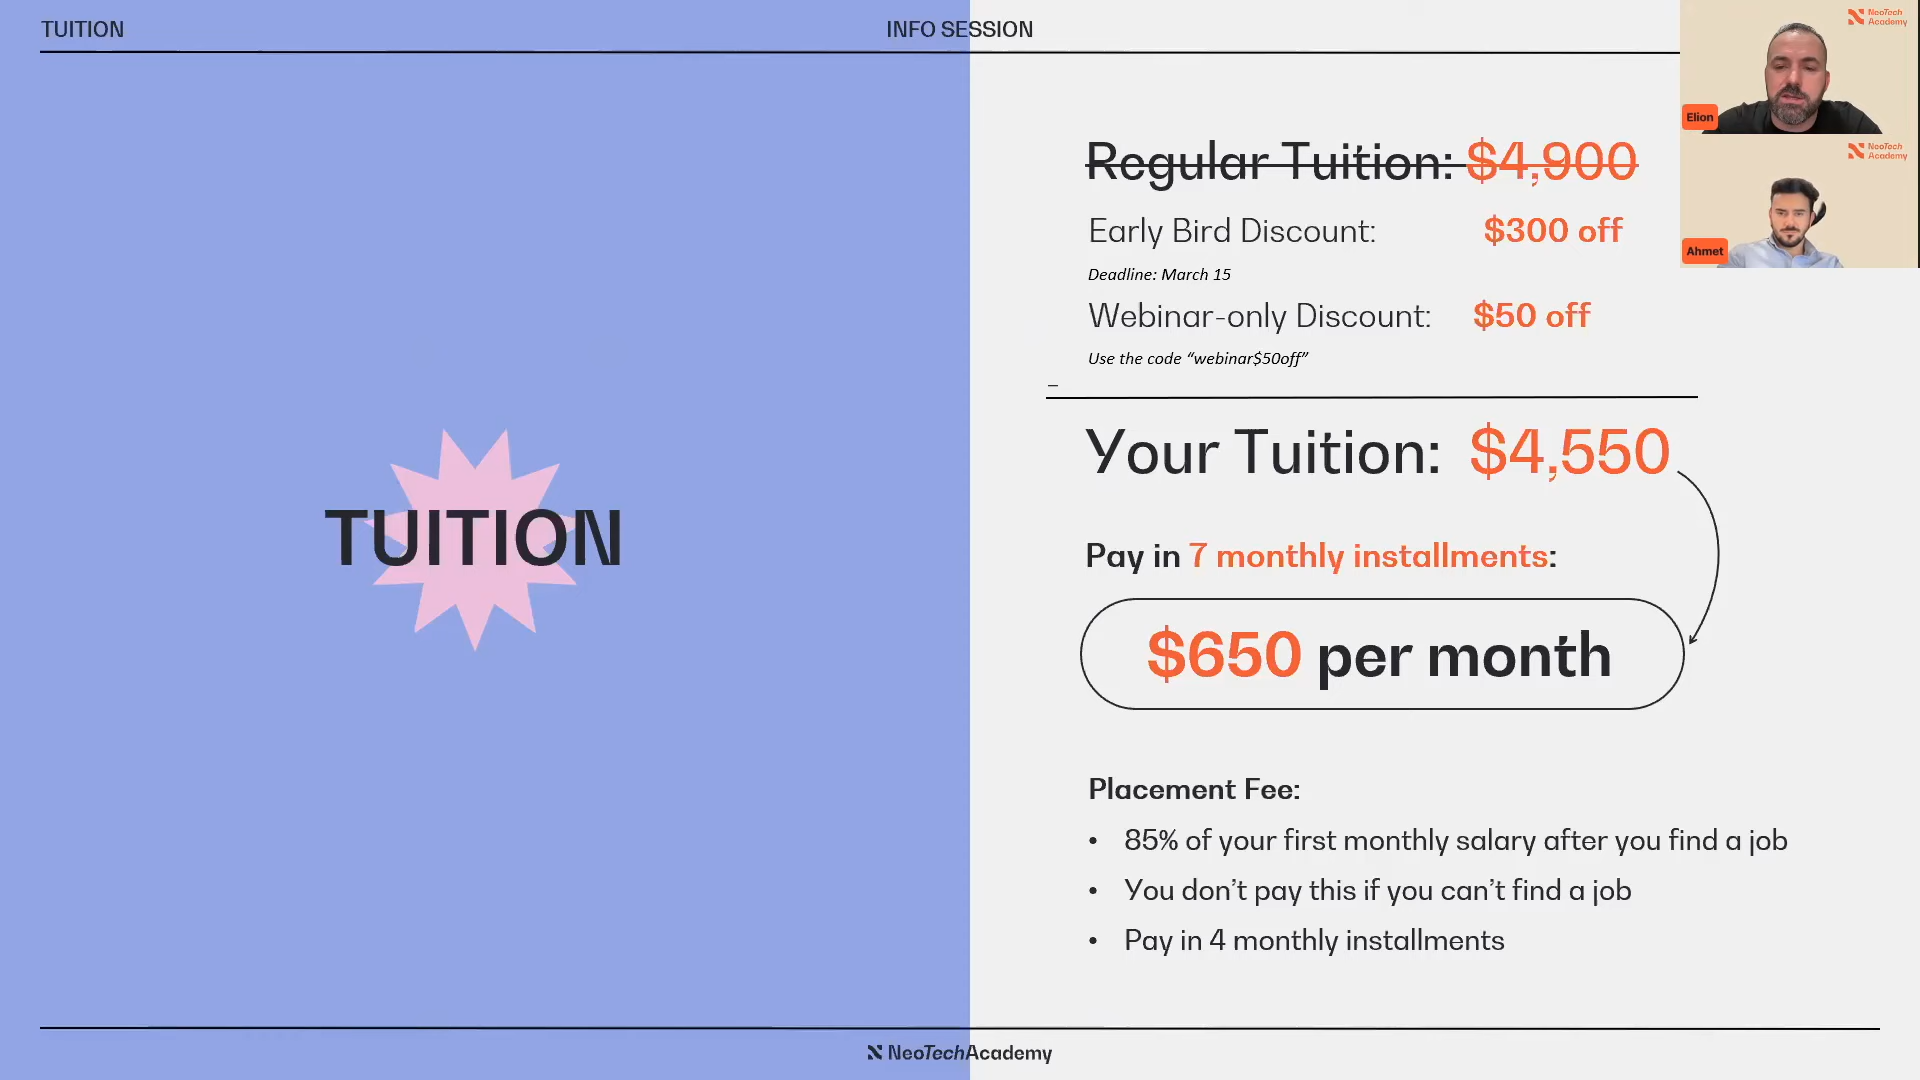 TUITION
INFO SESSION
NeoTech
Academy
Elion
NeoTech
Academy
Ahmet
TUITION
Regular Tuition: $4,900
Early Bird Discount: $300 off
Deadline: March 15
Webinar-only Discount: $50 off
Use the code “webinar$50off”
–
Your Tuition: $4,550
Pay in 7 monthly installments:
$650 per month
Placement Fee:
• 85% of your first monthly salary after you find a job
• You don’t pay this if you can’t find a job
• Pay in 4 monthly installments
NeoTechAcademy